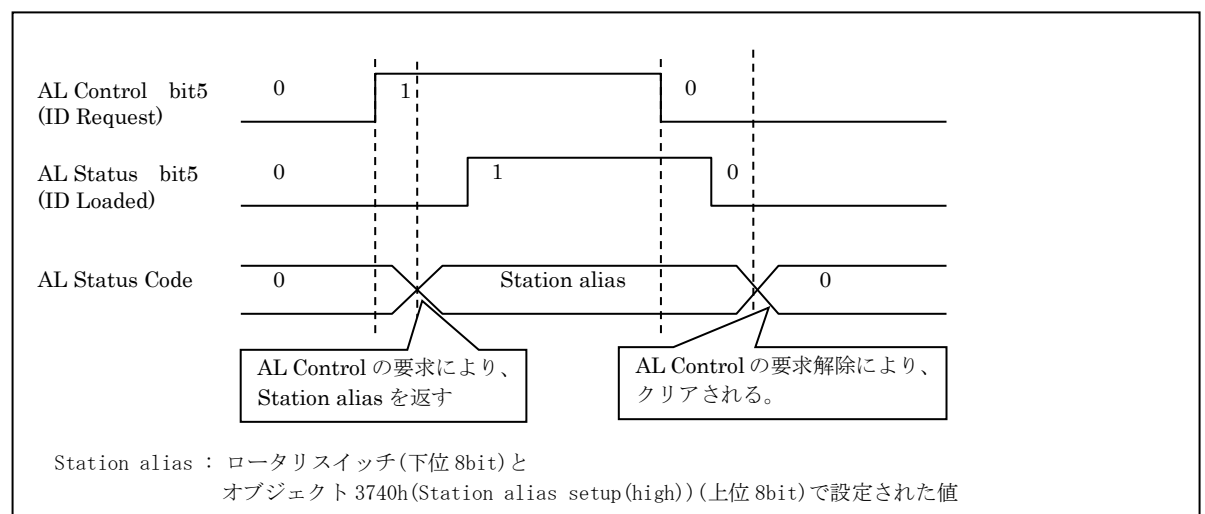 AL Control bit5 0 1 0
(ID Request)
AL Status bit5 0 1 0
(ID Loaded)
AL Status Code 0 Station alias 0
AL Control の要求により、
Station alias を返す
AL Control の要求解除により、
クリアされる。
Station alias : ロータリスイッチ(下位 8bit)と
オブジェクト 3740h(Station alias setup(high))(上位 8bit)で設定された値